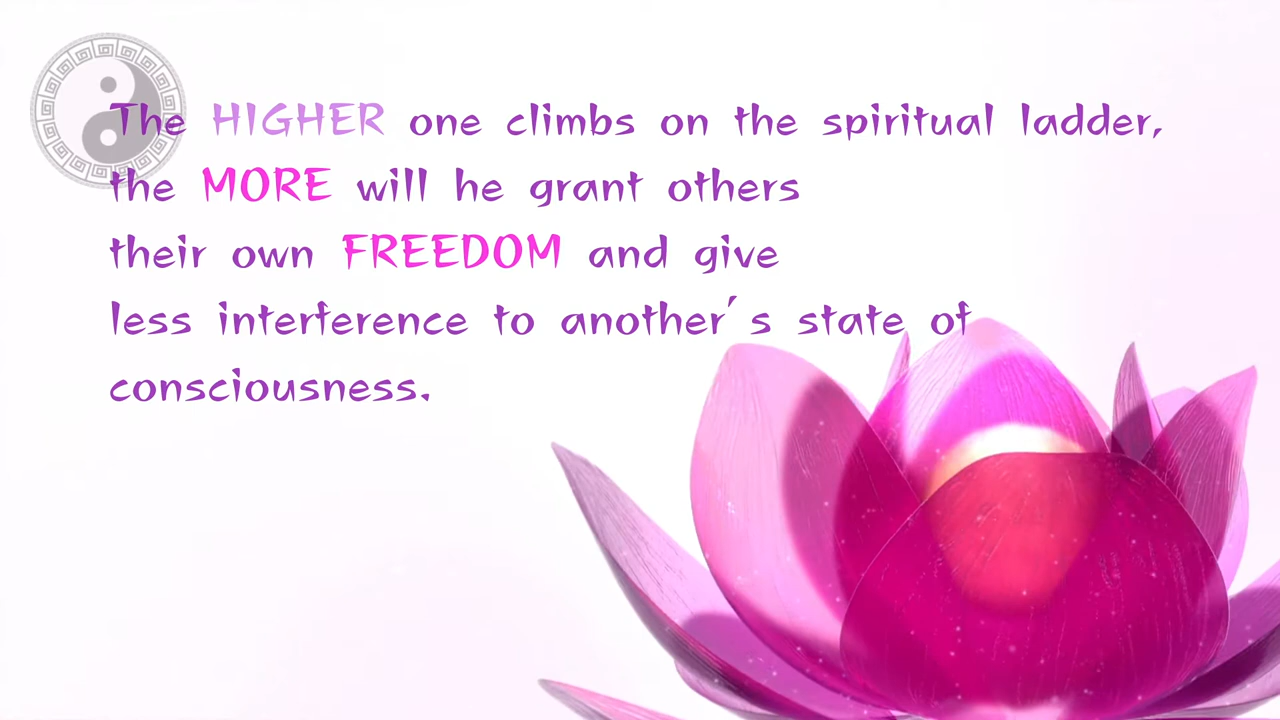 The HIGHER one climbs on the spiritual ladder,
the MORE will he grant others
their own FREEDOM and give
less interference to another's state of
consciousness.